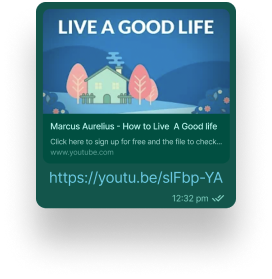 LIVE A GOOD LIFE
Marcus Aurelius - How to Live  A Good life
Click here to sign up for free and the file to check...
www.youtube.com
https://youtu.be/slFbp-YA
12:32 pm